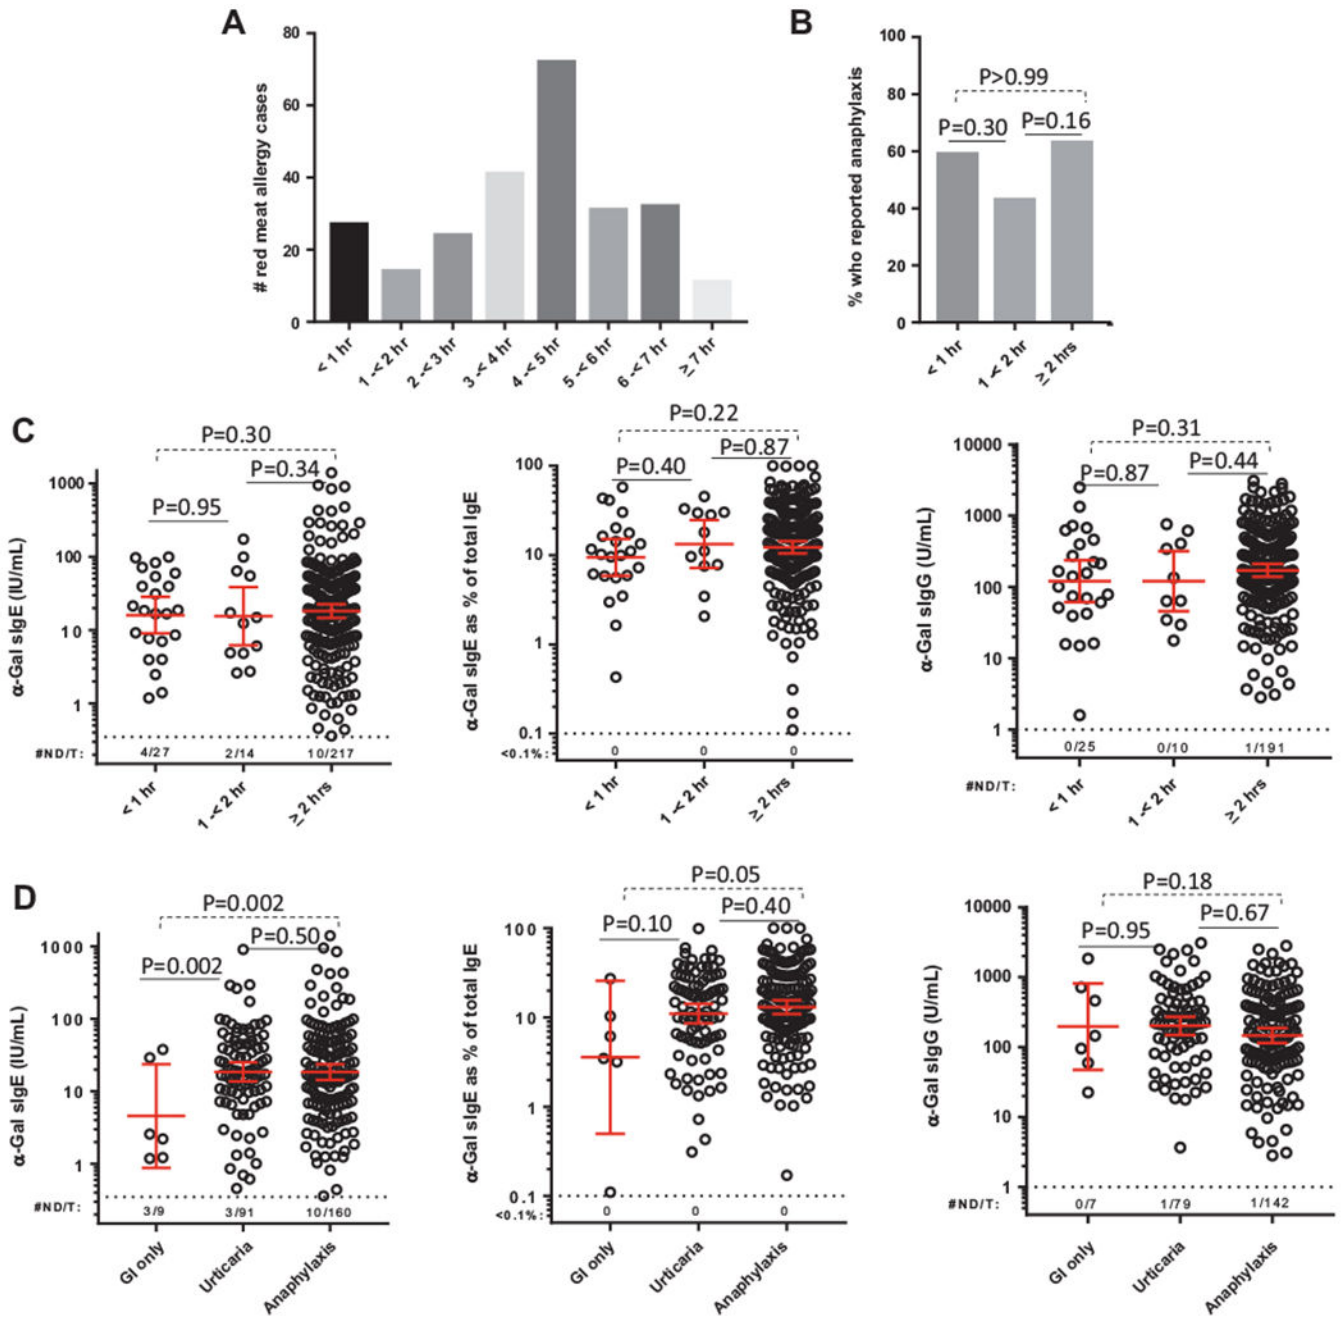 A
# red meat allergy cases
80
60
40
20
0
< 1 hr
1 -< 2 hr
2 -< 3 hr
3 -< 4 hr
4 -< 5 hr
5 -< 6 hr
6 -< 7 hr
≥ 7 hr
B
% who reported anaphylaxis
100
80
60
40
20
0
P>0.99
P=0.30
P=0.16
< 1 hr
1 -< 2 hr
≥ 2 hrs
C
α-Gal sIgE (IU/mL)
1000
100
10
1
P=0.30
P=0.34
P=0.95
#ND/T:
4/27
2/14
10/217
< 1 hr
1 -< 2 hr
≥ 2 hrs
α-Gal sIgE as % of total IgE
100
10
1
0.1
P=0.22
P=0.87
P=0.40
<0.1%:
0
0
0
< 1 hr
1 -< 2 hr
≥ 2 hrs
α-Gal sIgG (U/mL)
10000
1000
100
10
1
P=0.31
P=0.44
P=0.87
0/25
0/10
1/191
#ND/T:
< 1 hr
1 -< 2 hr
≥ 2 hrs
D
α-Gal sIgE (IU/mL)
1000
100
10
1
P=0.002
P=0.50
P=0.002
#ND/T:
3/9
3/91
10/160
GI only
Urticaria
Anaphylaxis
α-Gal sIgE as % of total IgE
100
10
1
0.1
P=0.05
P=0.40
P=0.10
<0.1%:
0
0
0
GI only
Urticaria
Anaphylaxis
α-Gal sIgG (U/mL)
10000
1000
100
10
1
P=0.18
P=0.67
P=0.95
#ND/T:
0/7
1/79
1/142
GI only
Urticaria
Anaphylaxis